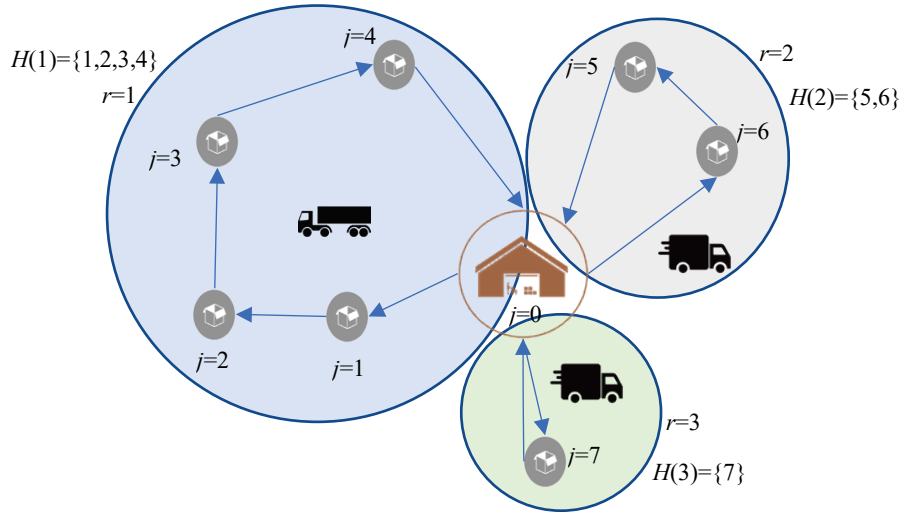 H(1)={1,2,3,4}
r=1
j=4
j=3
j=2
j=1
j=0
j=5
r=2
H(2)={5,6}
j=6
r=3
j=7
H(3)={7}